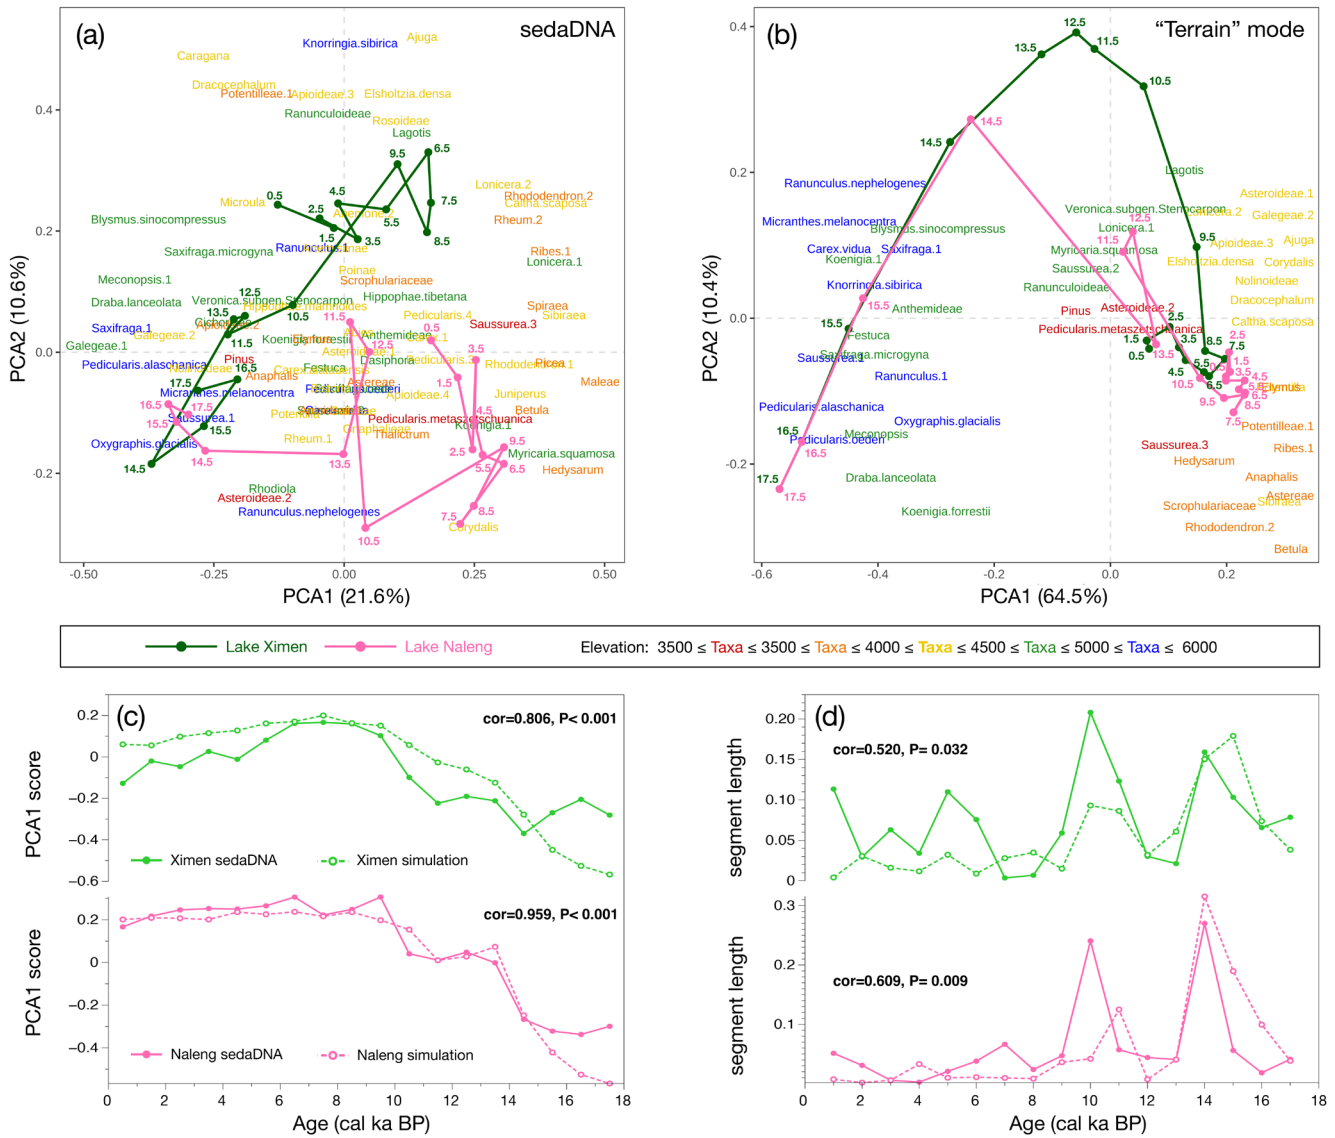 (a)
sedaDNA
Knorringia.sibirica
Ajuga
Caragana
Dracocephalum
Potentilleae.1
Apioideae.3
Elsholtzia.densa
Ranunculoideae
Rosoideae
Lagotis
9.5
6.5
Lonicera.2
0.5
4.5
7.5
Rhododendron.2
Microula
Caltha.scaposa
2.5
5.5
Rheum.2
Blysmus.sinocompressus
1.5
3.5
8.5
Saxifraga.microgyna
Ranunculus.1
Ribes.1
Lonicera.1
Poinae
Meconopsis.1
Scrophulariaceae
12.5
Draba.lanceolata
Veronica.subgen.Stenocarpon
Hippophae.tibetana
13.5
10.5
11.5
Spiraea
Pedicularis.4
Sibiraea
Saxifraga.1
Saussurea.3
Galegeae.2
11.5
0.5
Anthemideae
Galegeae.1
12.5
3.5
Pinus
Dasiphora
Pedicularis.alaschanica
16.5
Festuca
Rhododendron.1
Picea
17.5
Anaphalis
Astereae
1.5
Maleae
Micranthes.melanocentra
Pedicularis.oederi
Apioideae.4
Juniperus
16.5
17.5
4.5
Betula
Saussurea.1
Potentilla
Pedicularis.metaszetschuanica
15.5
15.5
Koenigia.1
Gnaphalieae
Thalictrum
Oxygraphis.glacialis
Rheum.1
9.5
2.5
Myricaria.squamosa
14.5
14.5
13.5
5.5
6.5
Hedysarum
Rhodiola
Asteroideae.2
Ranunculus.nephelogenes
7.5
8.5
Corydalis
10.5
0.4
0.2
0.0
-0.2
-0.50
-0.25
0.00
0.25
0.50
PCA1 (21.6%)
PCA2 (10.6%)
(b)
“Terrain” mode
12.5
13.5
11.5
10.5
14.5
14.5
Lagotis
Ranunculus.nephelogenes
Asteroideae.1
Veronica.subgen.Stenocarpon
Galegeae.2
Micranthes.melanocentra
12.5
Blysmus.sinocompressus
Lonicera.1
11.5
9.5
Ajuga
Carex.vidua
Saxifraga.1
Myricaria.squamosa
Apioideae.3
Koenigia.1
Saussurea.2
Elsholtzia.densa
Corydalis
Knorringia.sibirica
Ranunculoideae
Nolinoideae
15.5
Anthemideae
Pinus
Asteroideae.2
Dracocephalum
15.5
2.5
Caltha.scaposa
Festuca
Pedicularis.metaszetschuanica
1.5
3.5
8.5
2.5
7.5
Saxifraga.microgyna
0.5
13.5
Saussurea.1
1.5
Ranunculus.1
4.5
5.5
3.5
10.5
6.5
4.5
6.5
9.5
8.5
Pedicularis.alaschanica
7.5
Oxygraphis.glacialis
Potentilleae.1
16.5
Meconopsis
Pedicularis.oederi
16.5
Saussurea.3
Ribes.1
Hedysarum
17.5
Draba.lanceolata
Anaphalis
17.5
Astereae
Scrophulariaceae
Sibiraea
Koenigia.forrestii
Rhododendron.2
Betula
0.4
0.2
0.0
-0.2
-0.6
-0.4
-0.2
0.0
0.2
PCA1 (64.5%)
PCA2 (10.4%)
Lake Ximen
Lake Naleng
Elevation: 3500 ≤ Taxa ≤ 3500 ≤ Taxa ≤ 4000 ≤ Taxa ≤ 4500 ≤ Taxa ≤ 5000 ≤ Taxa ≤ 6000
(c)
cor=0.806, P< 0.001
0.2
0
−0.2
−0.4
−0.6
PCA1 score
Ximen sedaDNA
Ximen simulation
cor=0.959, P< 0.001
0.2
0
−0.2
−0.4
PCA1 score
Naleng sedaDNA
Naleng simulation
0 2 4 6 8 10 12 14 16 18
Age (cal ka BP)
(d)
cor=0.520, P= 0.032
0.20
0.15
0.10
0.05
0
segment length
cor=0.609, P= 0.009
0.3
0.2
0.1
segment length
0 2 4 6 8 10 12 14 16 18
Age (cal ka BP)